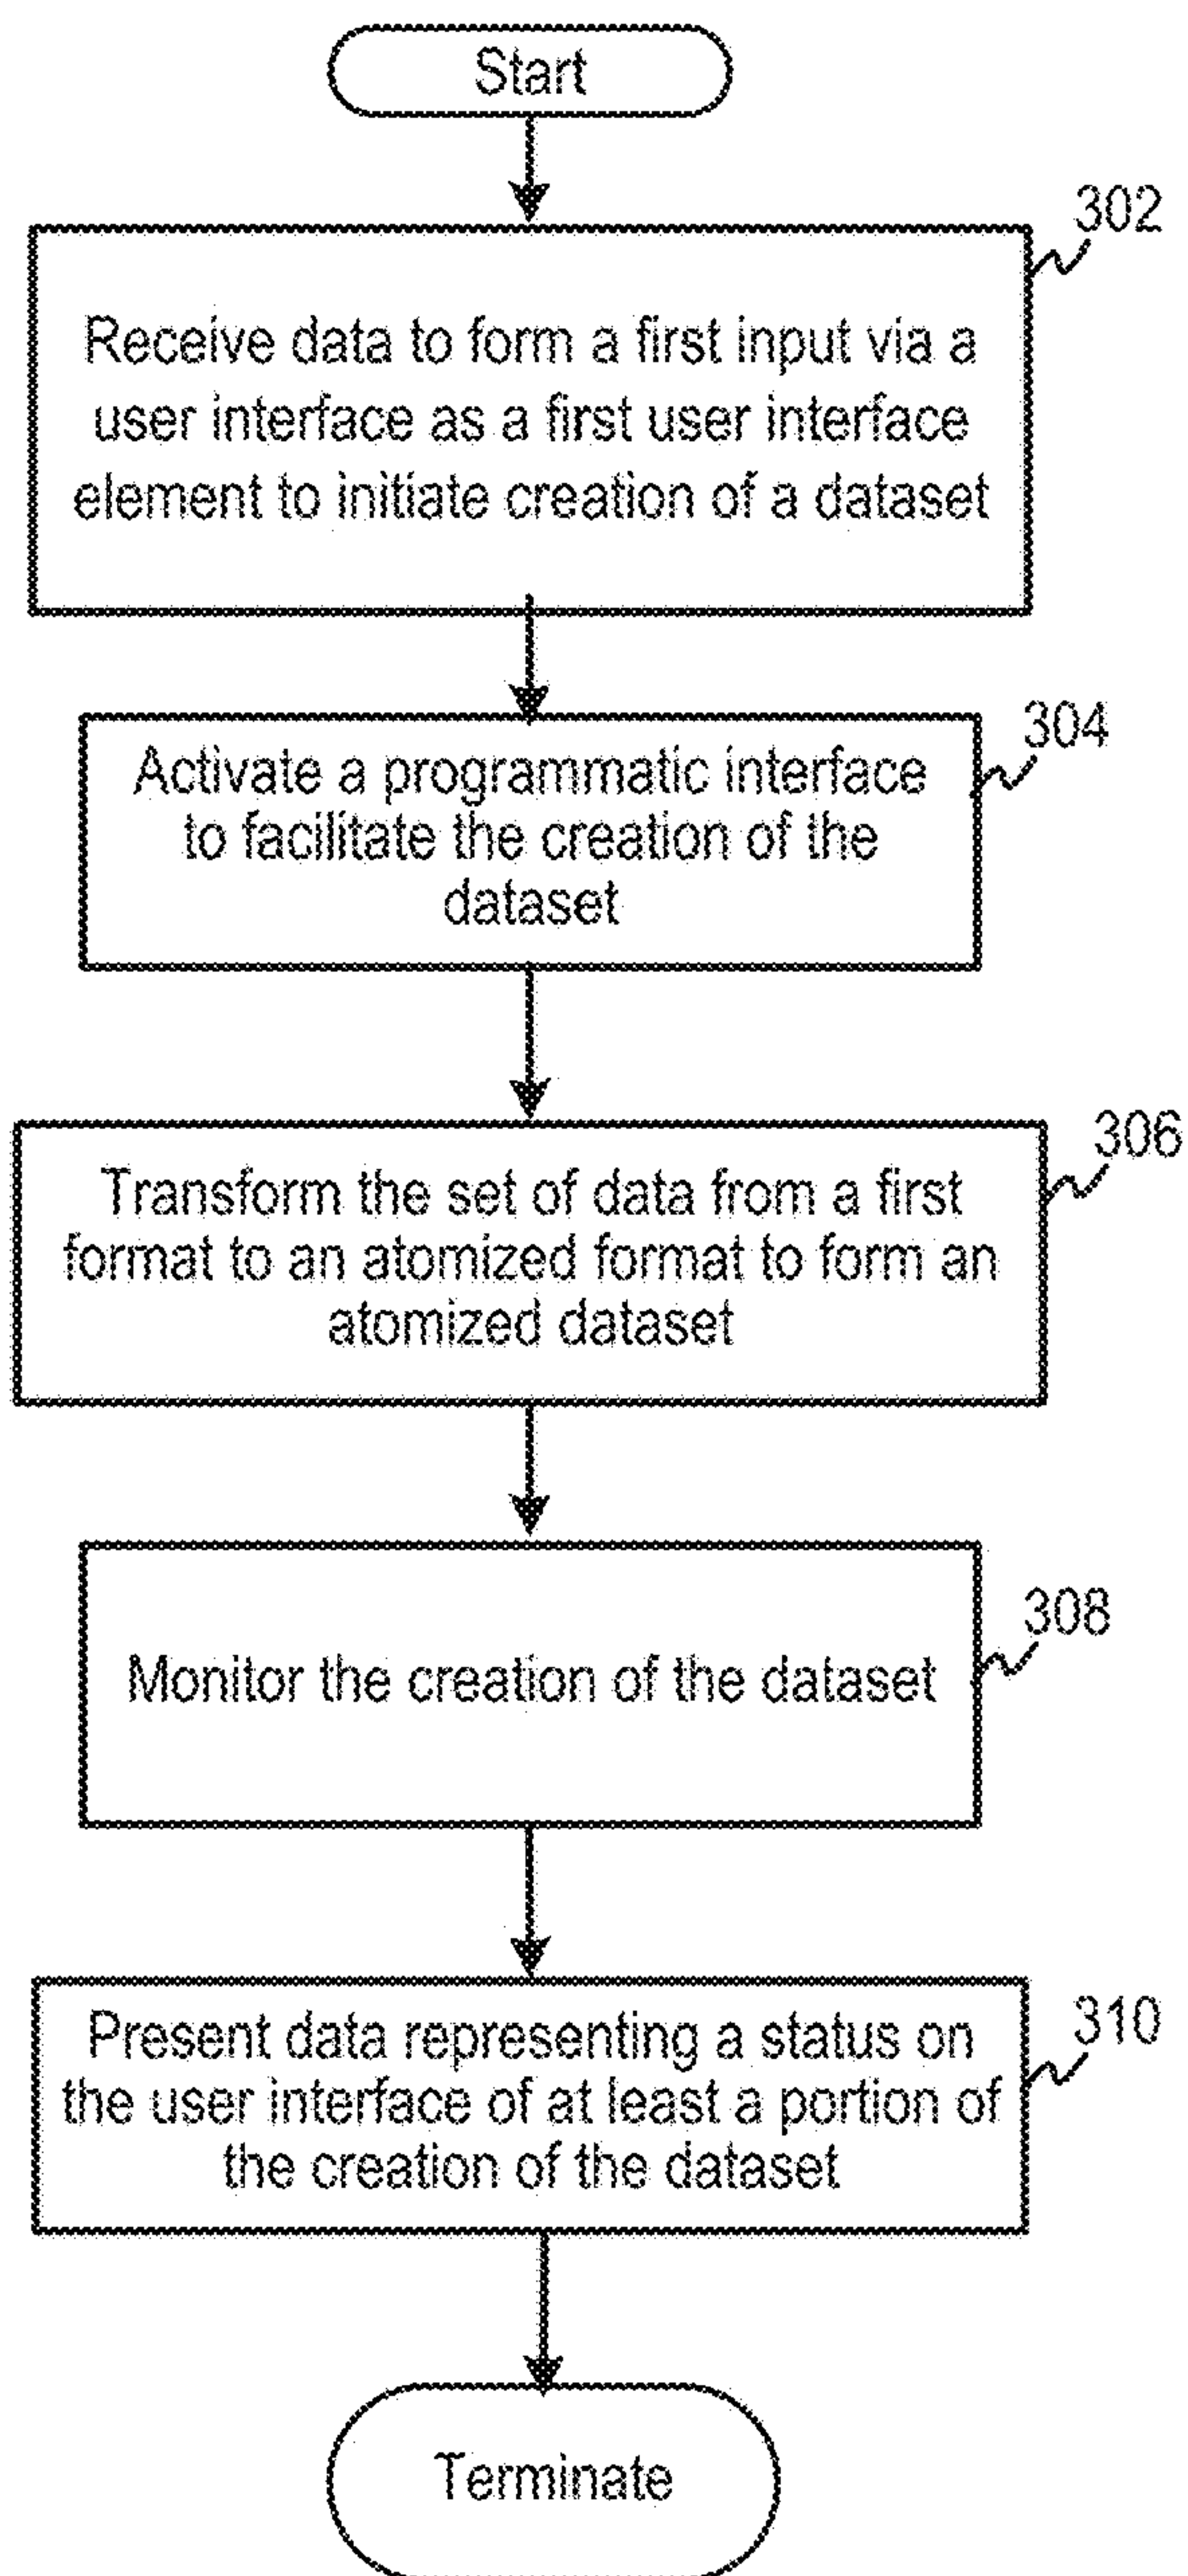 Start
302
Receive data to form a first input via a
user interface as a first user interface
element to initiate creation of a dataset
304
Activate a programmatic interface
to facilitate the creation of the
dataset
306
Transform the set of data from a first
format to an atomized format to form an
atomized dataset
308
Monitor the creation of the dataset
310
Present data representing a status on
the user interface of at least a portion of
the creation of the dataset
Terminate